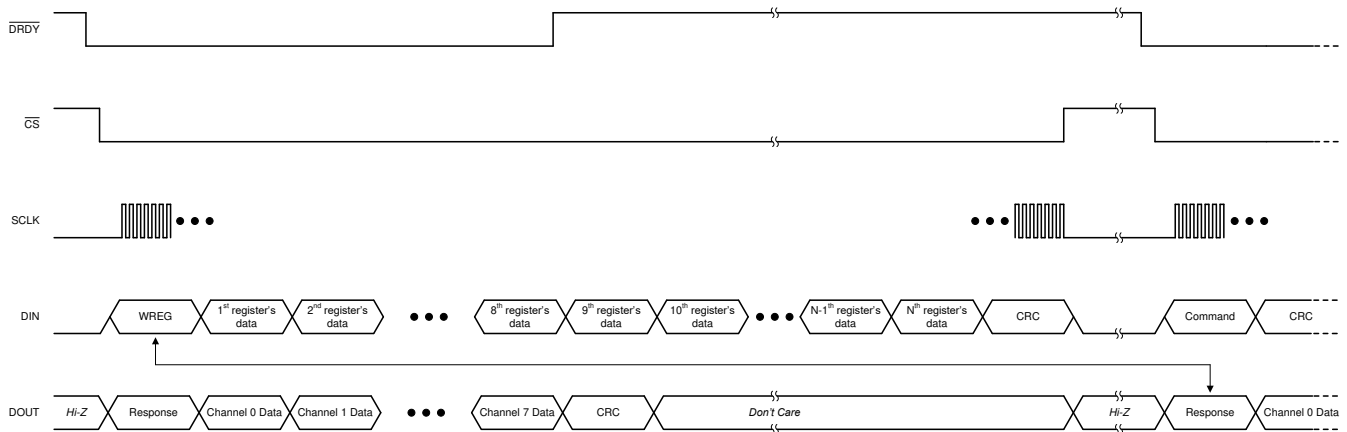 DRDY
CS
SCLK
DIN
WREG
1st register's
data
2nd register's
data
8th register's
data
9th register's
data
10th register's
data
N-1th register's
data
Nth register's
data
CRC
Command
CRC
DOUT
Hi-Z
Response
Channel 0 Data
Channel 1 Data
Channel 7 Data
CRC
Don't Care
Hi-Z
Response
Channel 0 Data